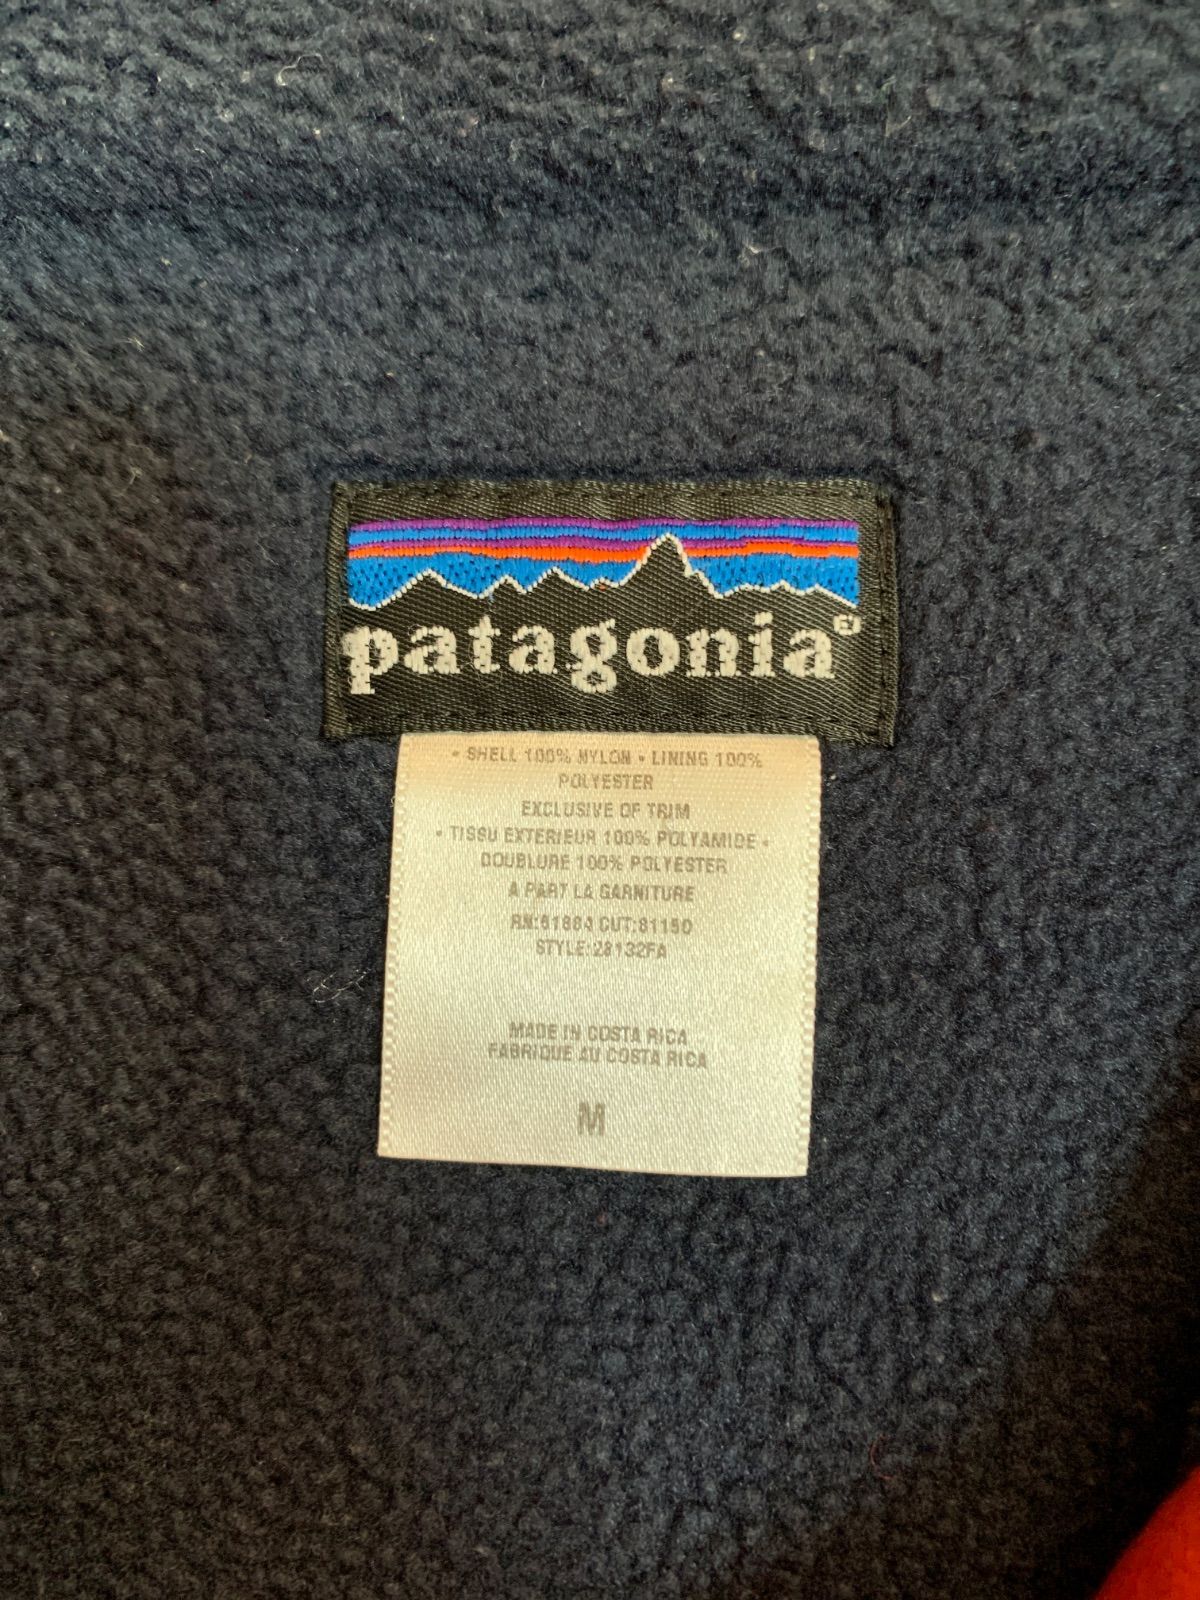 patagonia®
• SHELL 100% NYLON • LINING 100%
POLYESTER
EXCLUSIVE OF TRIM
• TISSU EXTERIEUR 100% POLYAMIDE •
DOUBLURE 100% POLYESTER
A PART LA GARNITURE
RN:51884 CUT:81150
STYLE:28132FA
MADE IN COSTA RICA
FABRIQUE AU COSTA RICA
M